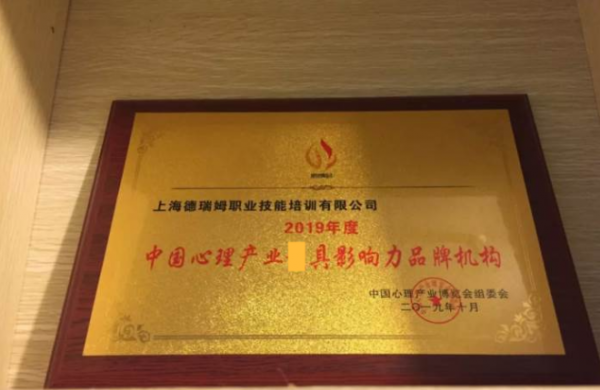 上海德瑞姆职业技能培训有限公司
2019年度
中国心理产业 具影响力品牌机构
中国心理产业博览会组委会
二〇一九年十月